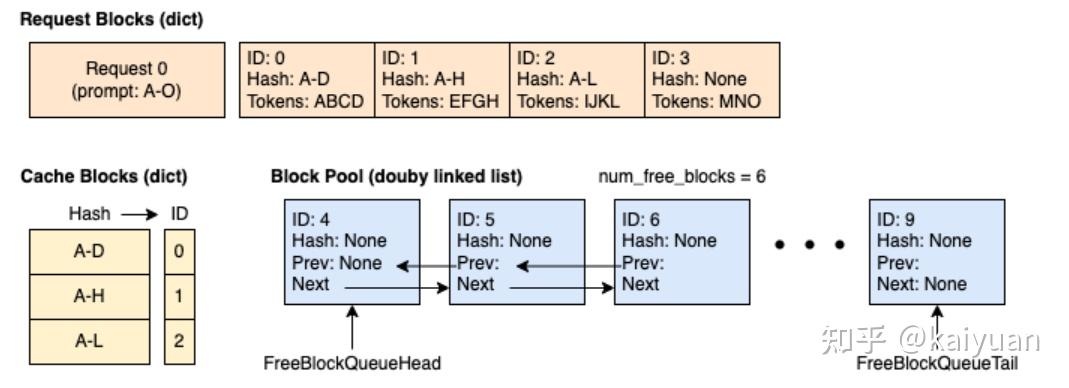 Request Blocks (dict)
Request 0
(prompt: A-O)
ID: 0
Hash: A-D
Tokens: ABCD
ID: 1
Hash: A-H
Tokens: EFGH
ID: 2
Hash: A-L
Tokens: IJKL
ID: 3
Hash: None
Tokens: MNO
Cache Blocks (dict)
Hash
ID
A-D
0
A-H
1
A-L
2
Block Pool (douby linked list)
num_free_blocks = 6
ID: 4
Hash: None
Prev: None
Next
ID: 5
Hash: None
Prev:
Next
ID: 6
Hash: None
Prev:
Next
ID: 9
Hash: None
Prev:
Next: None
FreeBlockQueueHead
FreeBlockQueueTail
知乎 @kaiyuan